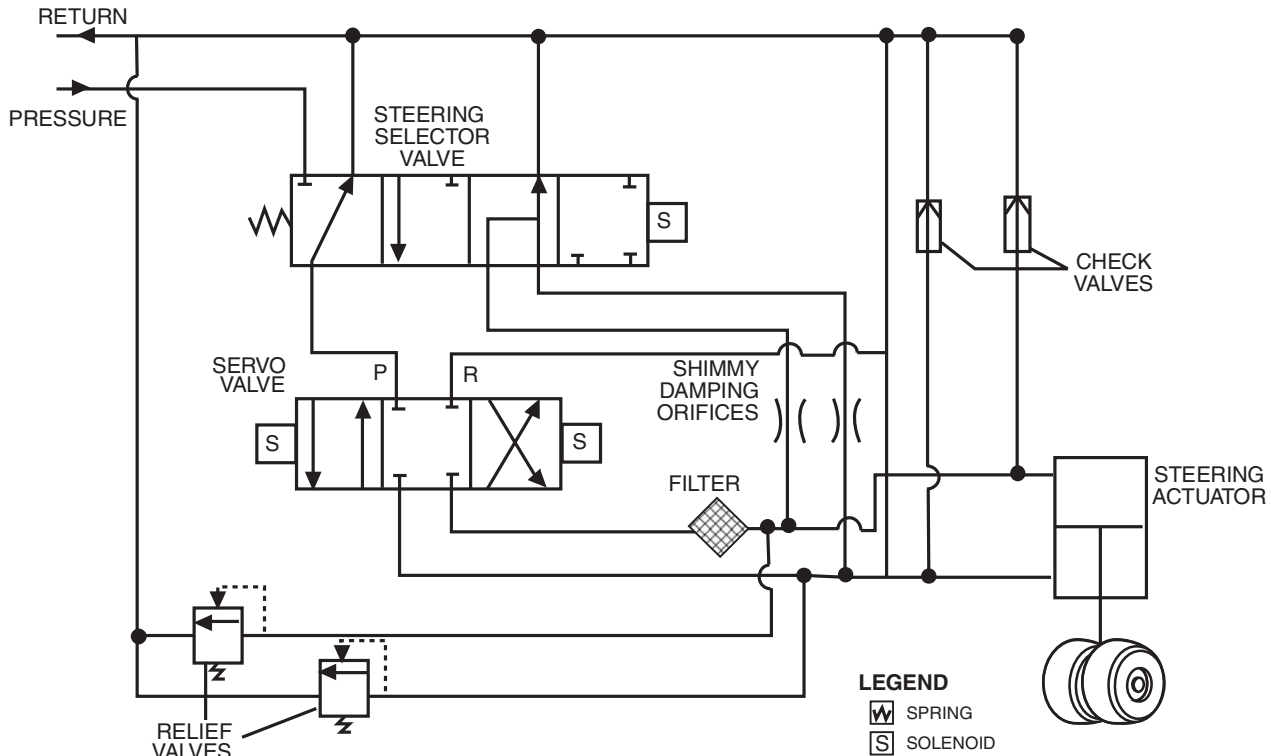 RETURN
PRESSURE
STEERING
SELECTOR
VALVE
S
CHECK
VALVES
SERVO
VALVE
P
R
SHIMMY
DAMPING
ORIFICES
S
S
FILTER
STEERING
ACTUATOR
RELIEF
VALVES
LEGEND
SPRING
S SOLENOID